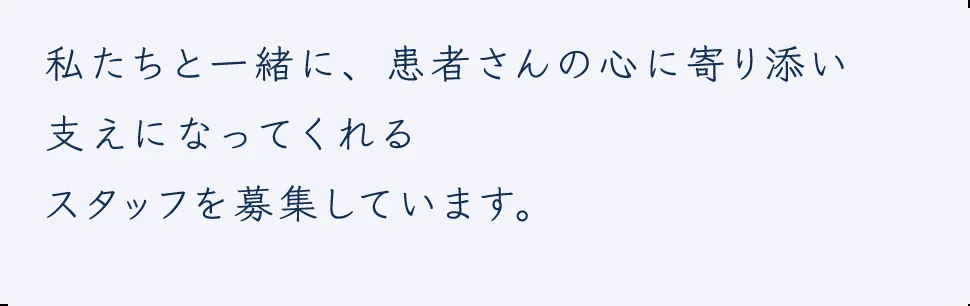 私たちと一緒に、患者さんの心に寄り添い
支えになってくれる
スタッフを募集しています。